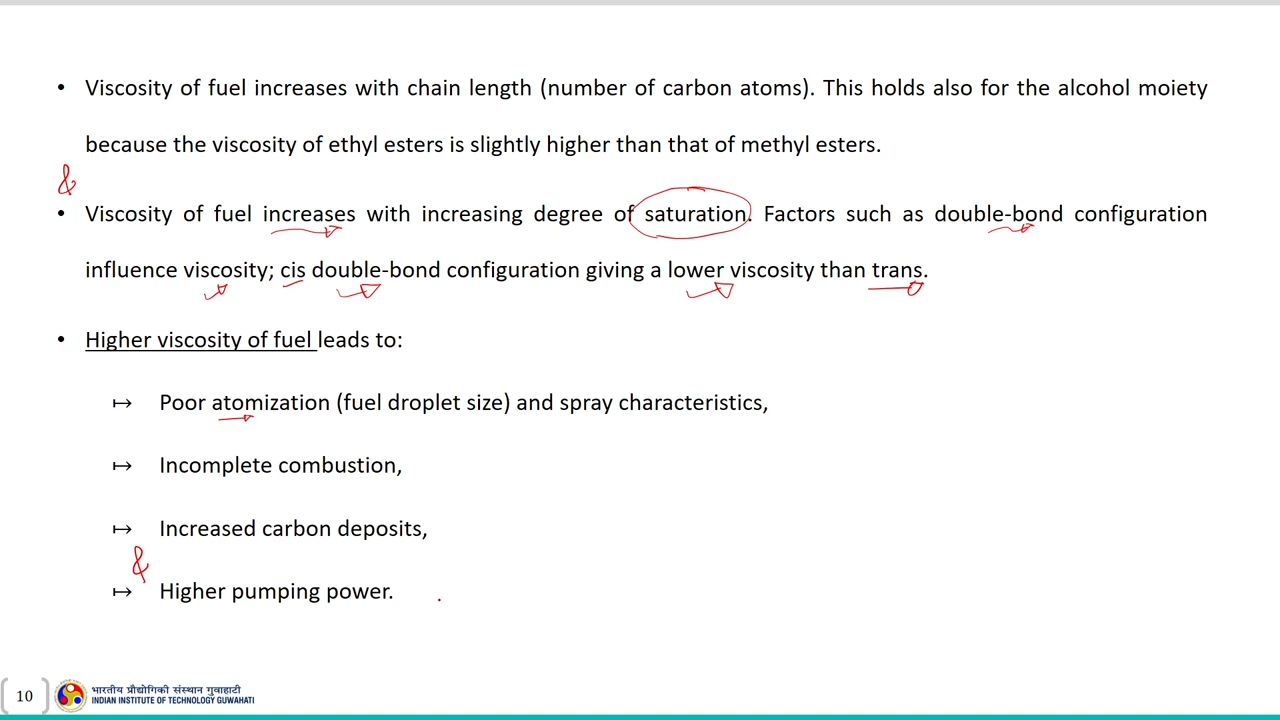 • Viscosity of fuel increases with chain length (number of carbon atoms). This holds also for the alcohol moiety
because the viscosity of ethyl esters is slightly higher than that of methyl esters.
&
• Viscosity of fuel increases with increasing degree of saturation. Factors such as double-bond configuration
influence viscosity; cis double-bond configuration giving a lower viscosity than trans.
• Higher viscosity of fuel leads to:
↦ Poor atomization (fuel droplet size) and spray characteristics,
↦ Incomplete combustion,
↦ Increased carbon deposits,
&
↦ Higher pumping power.
10
भारतीय प्रौद्योगिकी संस्थान गुवाहाटी
INDIAN INSTITUTE OF TECHNOLOGY GUWAHATI